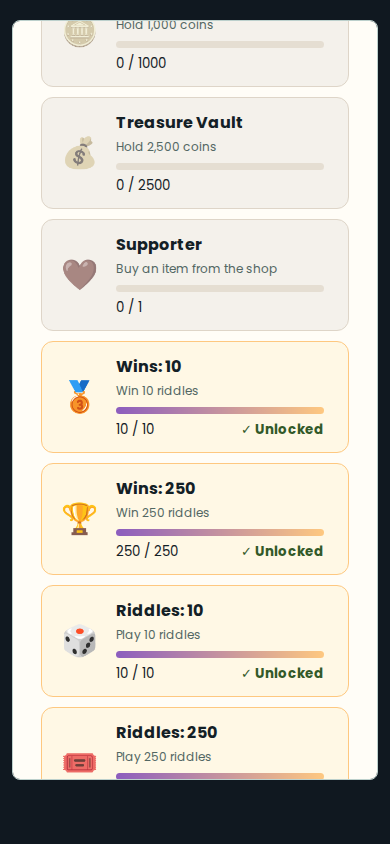 Hold 1,000 coins
0 / 1000
Treasure Vault
Hold 2,500 coins
0 / 2500
Supporter
Buy an item from the shop
0 / 1
Wins: 10
Win 10 riddles
10 / 10 ✓ Unlocked
Wins: 250
Win 250 riddles
250 / 250 ✓ Unlocked
Riddles: 10
Play 10 riddles
10 / 10 ✓ Unlocked
Riddles: 250
Play 250 riddles